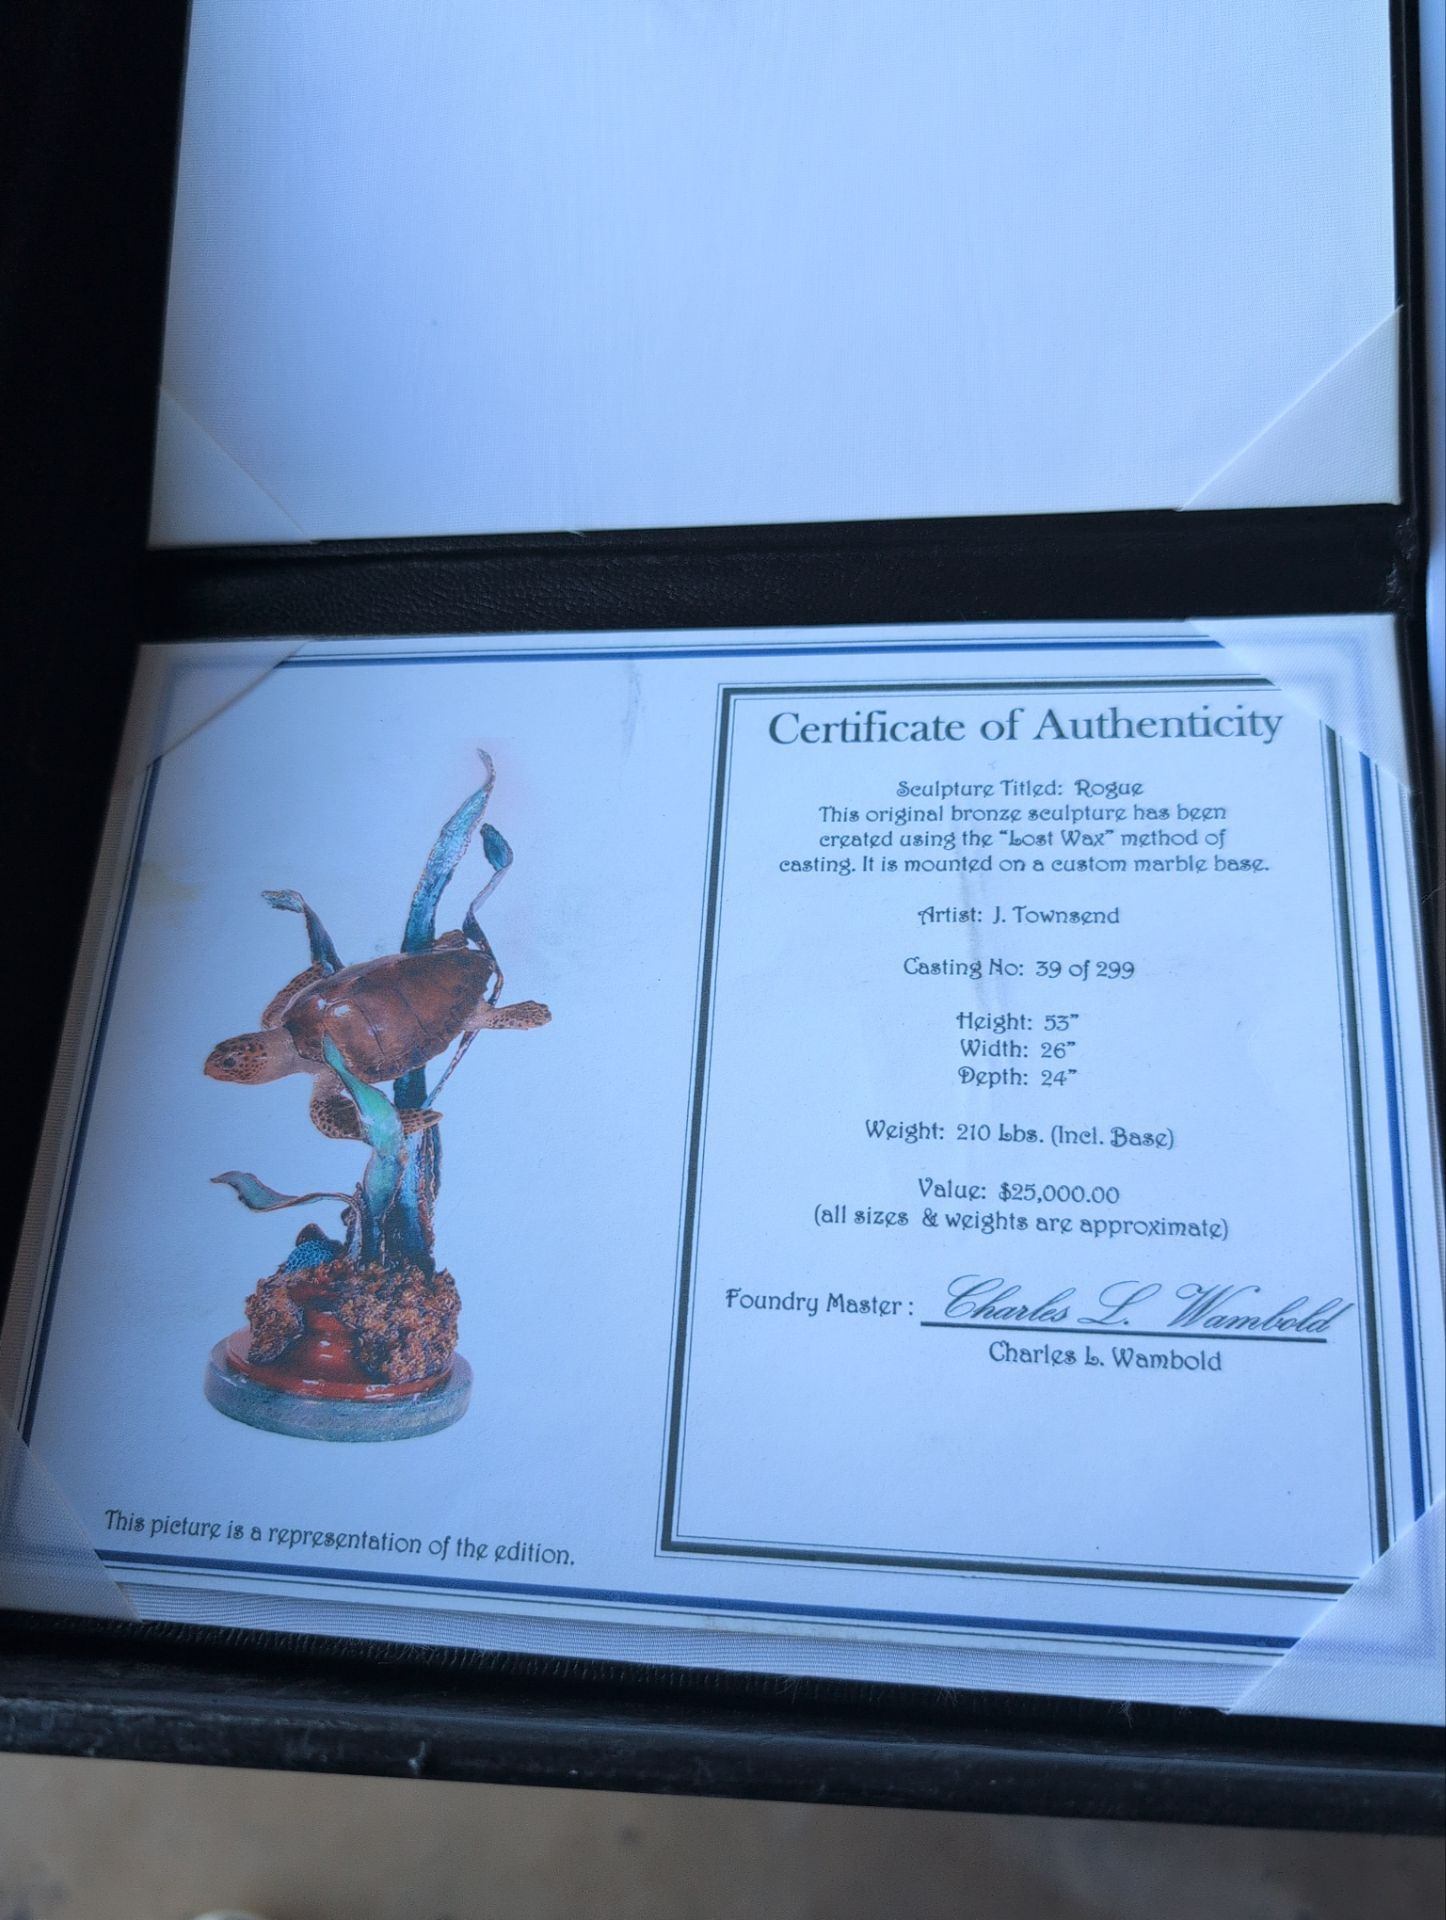 Certificate of Authenticity
Sculpture Titled: Rogue
This original bronze sculpture has been
created using the "Lost Wax" method of
casting. It is mounted on a custom marble base.
Artist: J. Townsend
Casting No: 39 of 299
Height: 53"
Width: 26"
Depth: 24"
Weight: 210 Lbs. (Incl. Base)
Value: $25,000.00
(all sizes & weights are approximate)
Foundry Master: Charles L. Wambold
Charles L. Wambold
This picture is a representation of the edition.